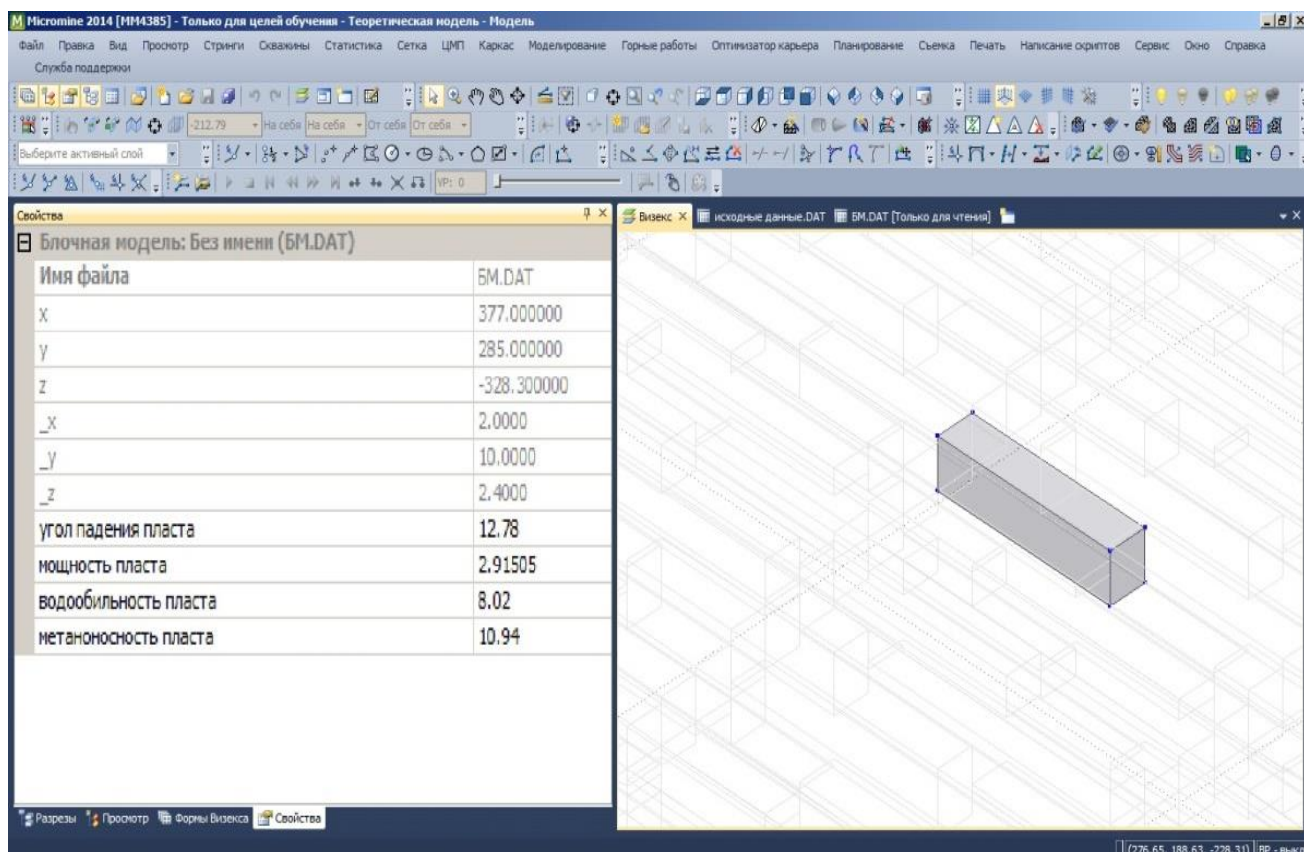 Micromine 2014 [MM4385] - Только для целей обучения - Теоретическая модель - Модель
Файл Правка Вид Просмотр Стринги Скважины Статистика Сетка ЦМП Каркас Моделирование Горные работы Оптимизатор карьера Планирование Съемка Печать Написание скриптов Сервис Окно Справка
Служба поддержки
-212.79 На себя На себя От себя От себя
Выберите активный слой
VP: 0
Свойства
Визекс исходные данные.DAT БМ.DAT [Только для чтения]
Блочная модель: Без имени (БМ.DAT)
Имя файла БМ.DAT
x 377.000000
y 285.000000
z -328.300000
_x 2.0000
_y 10.0000
_z 2.4000
угол падения пласта 12.78
мощность пласта 2.91505
водообильность пласта 8.02
метаноносность пласта 10.94
Разрезы Просмотр Формы Визекса Свойства
(276.65, 188.63, -228.31) ВР - выкл